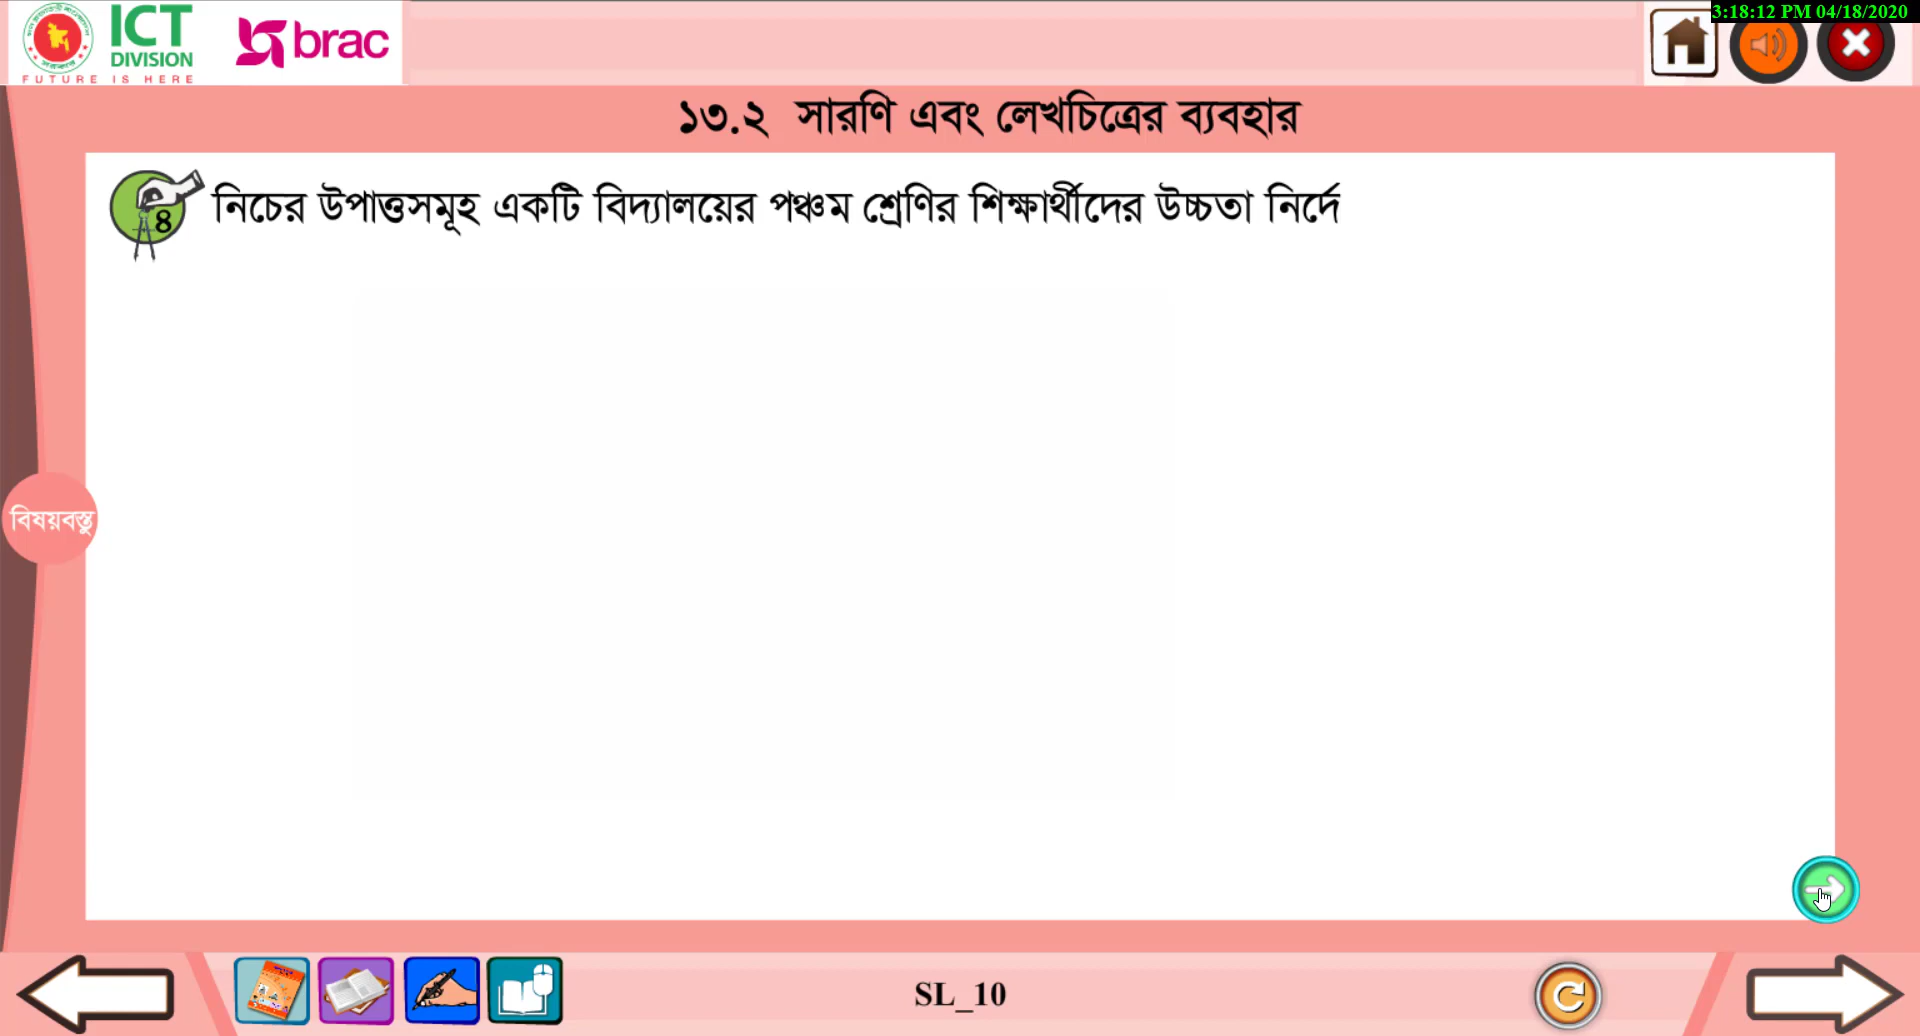 3:18:12 PM 04/18/2020
ICT
DIVISION
FUTURE IS HERE
brac
১৩.২ সারণি এবং লেখচিত্রের ব্যবহার
৪ নিচের উপাত্তসমূহ একটি বিদ্যালয়ের পঞ্চম শ্রেণির শিক্ষার্থীদের উচ্চতা নির্দে
বিষয়বস্তু
SL_10